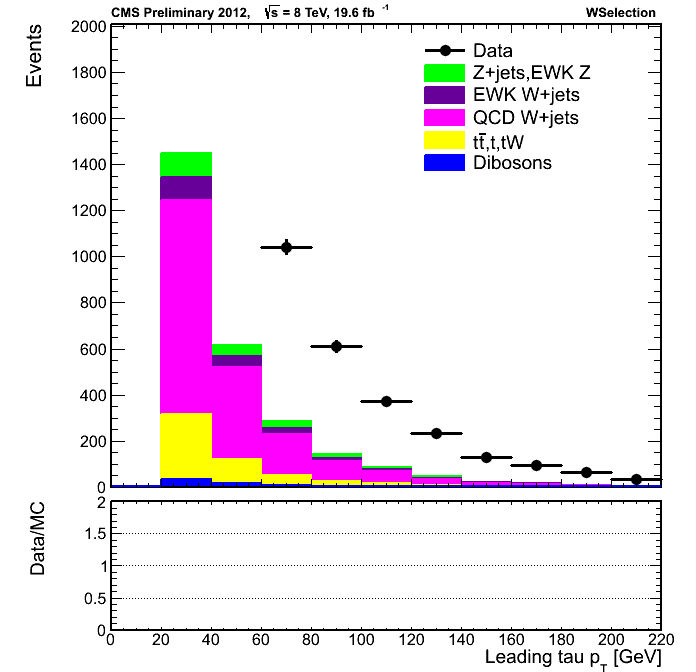 CMS Preliminary 2012, √s = 8 TeV, 19.6 fb⁻¹ WSelection
Events
2000
1800
1600
1400
1200
1000
800
600
400
200
0
Data
Z+jets,EWK Z
EWK W+jets
QCD W+jets
tt̄,t,tW
Dibosons
Data/MC
2
1.5
1
0.5
0
0 20 40 60 80 100 120 140 160 180 200 220
Leading tau p_T [GeV]